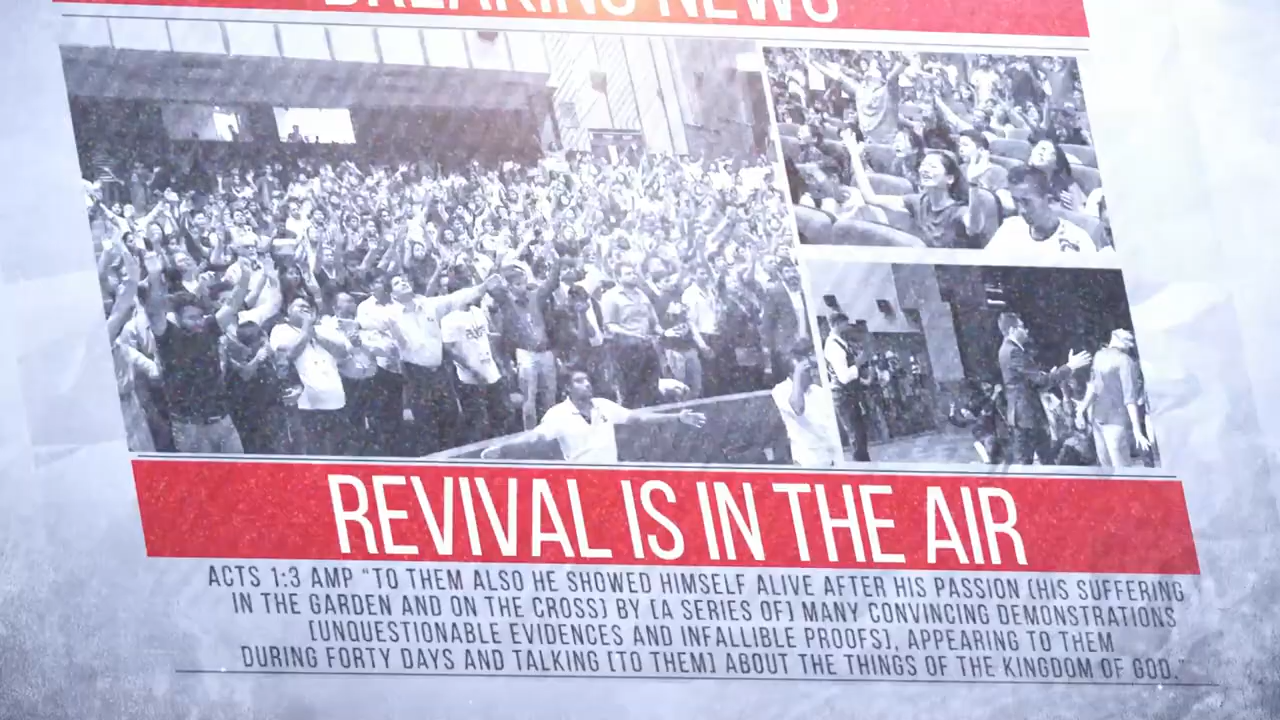 BREAKING NEWS
REVIVAL IS IN THE AIR
ACTS 1:3 AMP “TO THEM ALSO HE SHOWED HIMSELF ALIVE AFTER HIS PASSION (HIS SUFFERING
IN THE GARDEN AND ON THE CROSS) BY [A SERIES OF] MANY CONVINCING DEMONSTRATIONS
[UNQUESTIONABLE EVIDENCES AND INFALLIBLE PROOFS], APPEARING TO THEM
DURING FORTY DAYS AND TALKING [TO THEM] ABOUT THE THINGS OF THE KINGDOM OF GOD.”